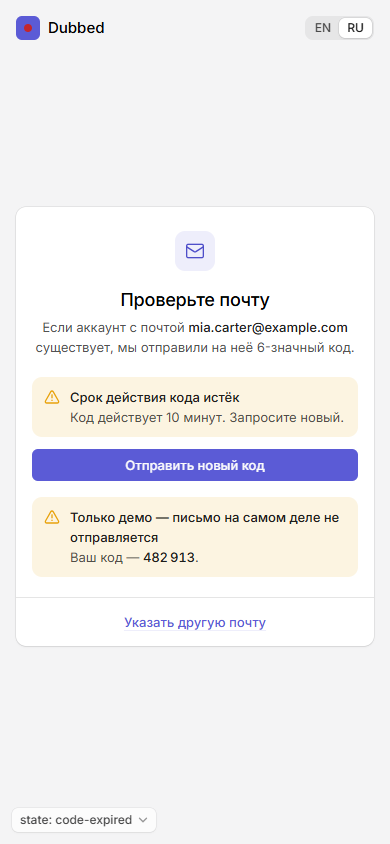 Dubbed
EN
RU
Проверьте почту
Если аккаунт с почтой mia.carter@example.com
существует, мы отправили на неё 6-значный код.
Срок действия кода истёк
Код действует 10 минут. Запросите новый.
Отправить новый код
Только демо — письмо на самом деле не
отправляется
Ваш код — 482 913.
Указать другую почту
state: code-expired